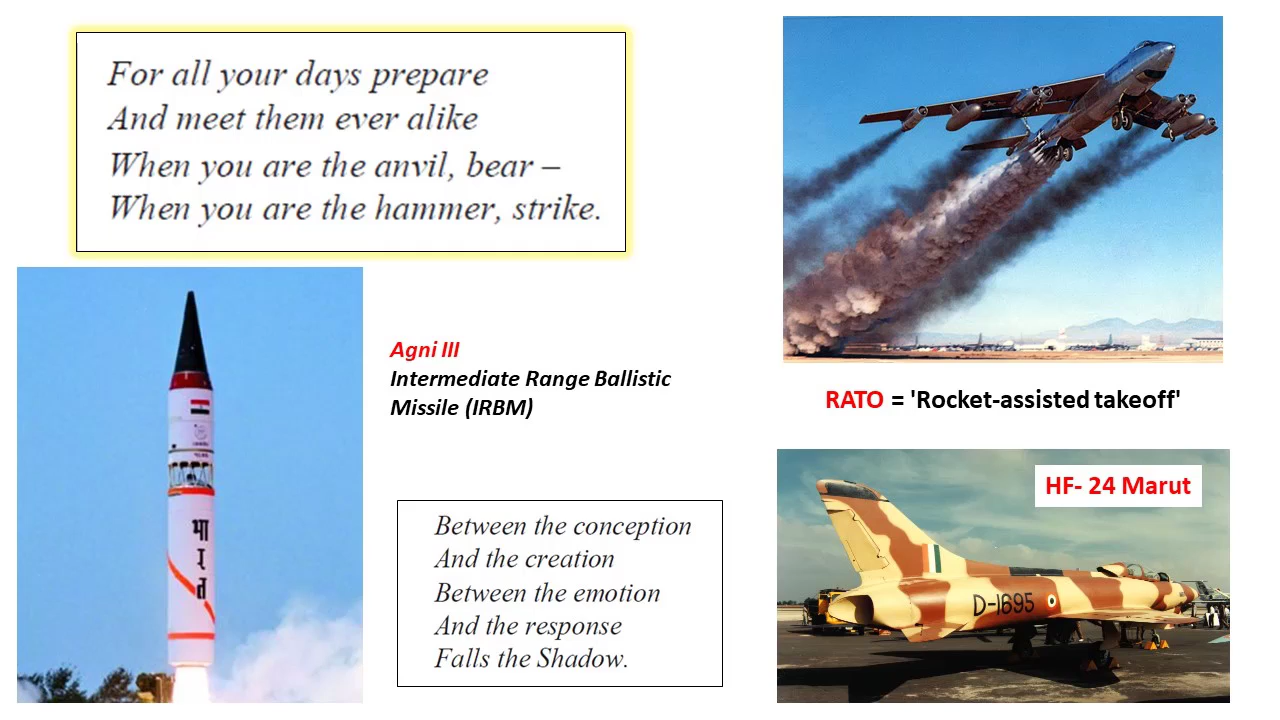 For all your days prepare
And meet them ever alike
When you are the anvil, bear –
When you are the hammer, strike.
Agni III
Intermediate Range Ballistic
Missile (IRBM)
भारत
Between the conception
And the creation
Between the emotion
And the response
Falls the Shadow.
RATO = 'Rocket-assisted takeoff'
HF- 24 Marut
D-1695